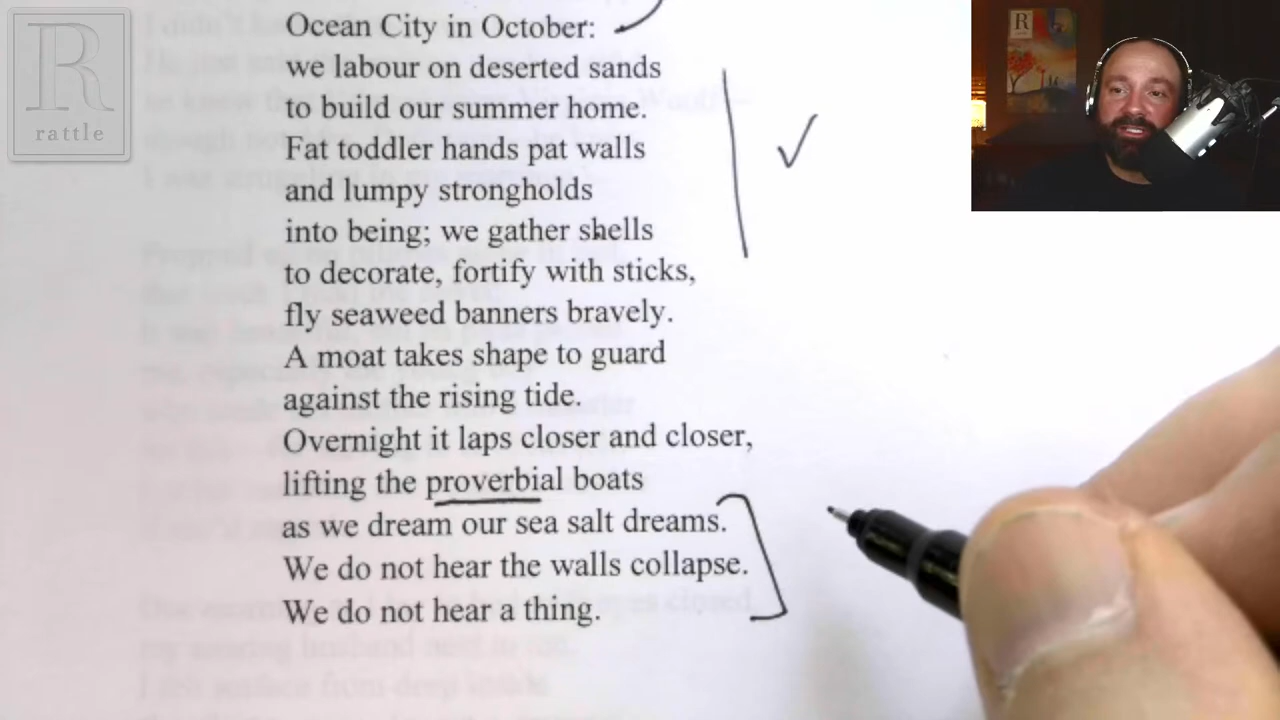 R
rattle
Ocean City in October:
we labour on deserted sands
to build our summer home.
Fat toddler hands pat walls
and lumpy strongholds
into being; we gather shells
to decorate, fortify with sticks,
fly seaweed banners bravely.
A moat takes shape to guard
against the rising tide.
Overnight it laps closer and closer,
lifting the proverbial boats
as we dream our sea salt dreams.
We do not hear the walls collapse.
We do not hear a thing.
R